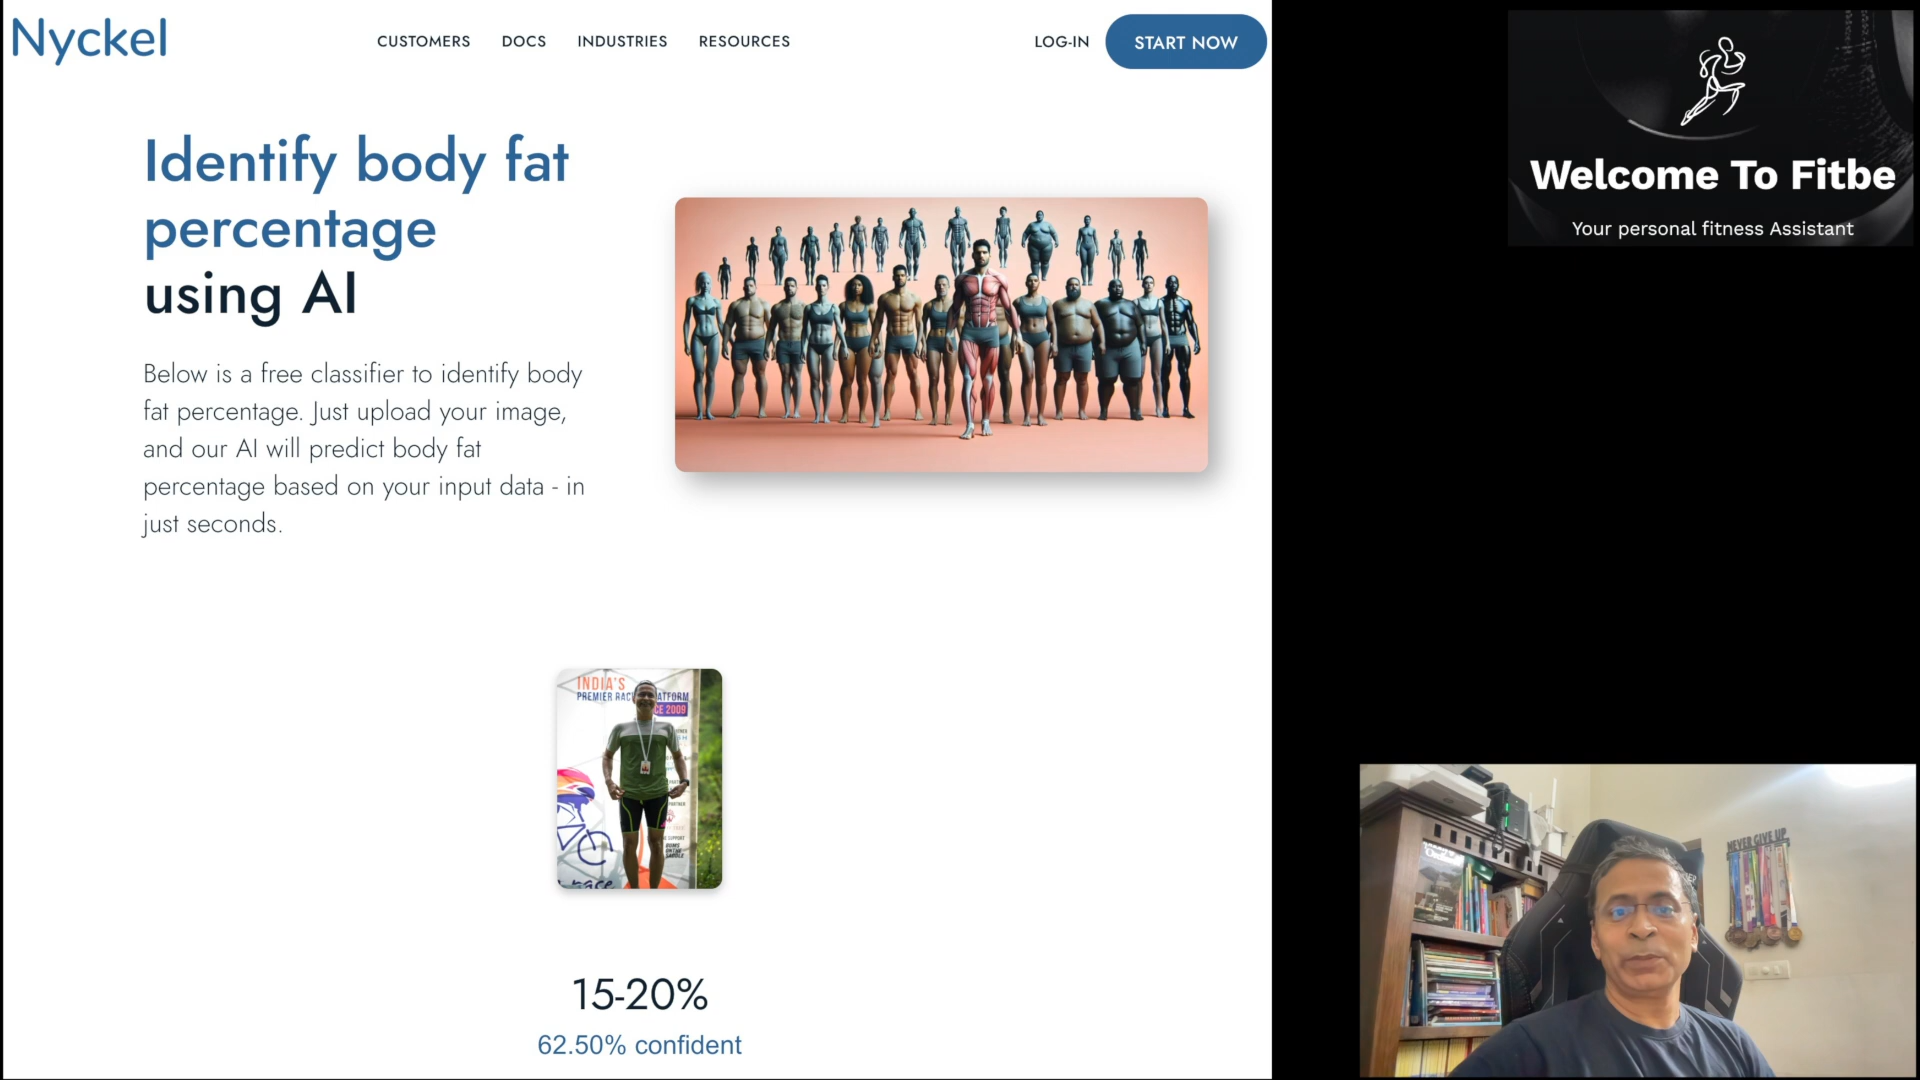 Nyckel
CUSTOMERS DOCS INDUSTRIES RESOURCES
LOG-IN START NOW
Identify body fat
percentage
using AI
Below is a free classifier to identify body
fat percentage. Just upload your image,
and our AI will predict body fat
percentage based on your input data - in
just seconds.
INDIA'S
PREMIER
CE 2009
PARTNER
SUPPORT
15-20%
62.50% confident
Welcome To Fitbe
Your personal fitness Assistant
NEVER GIVE UP